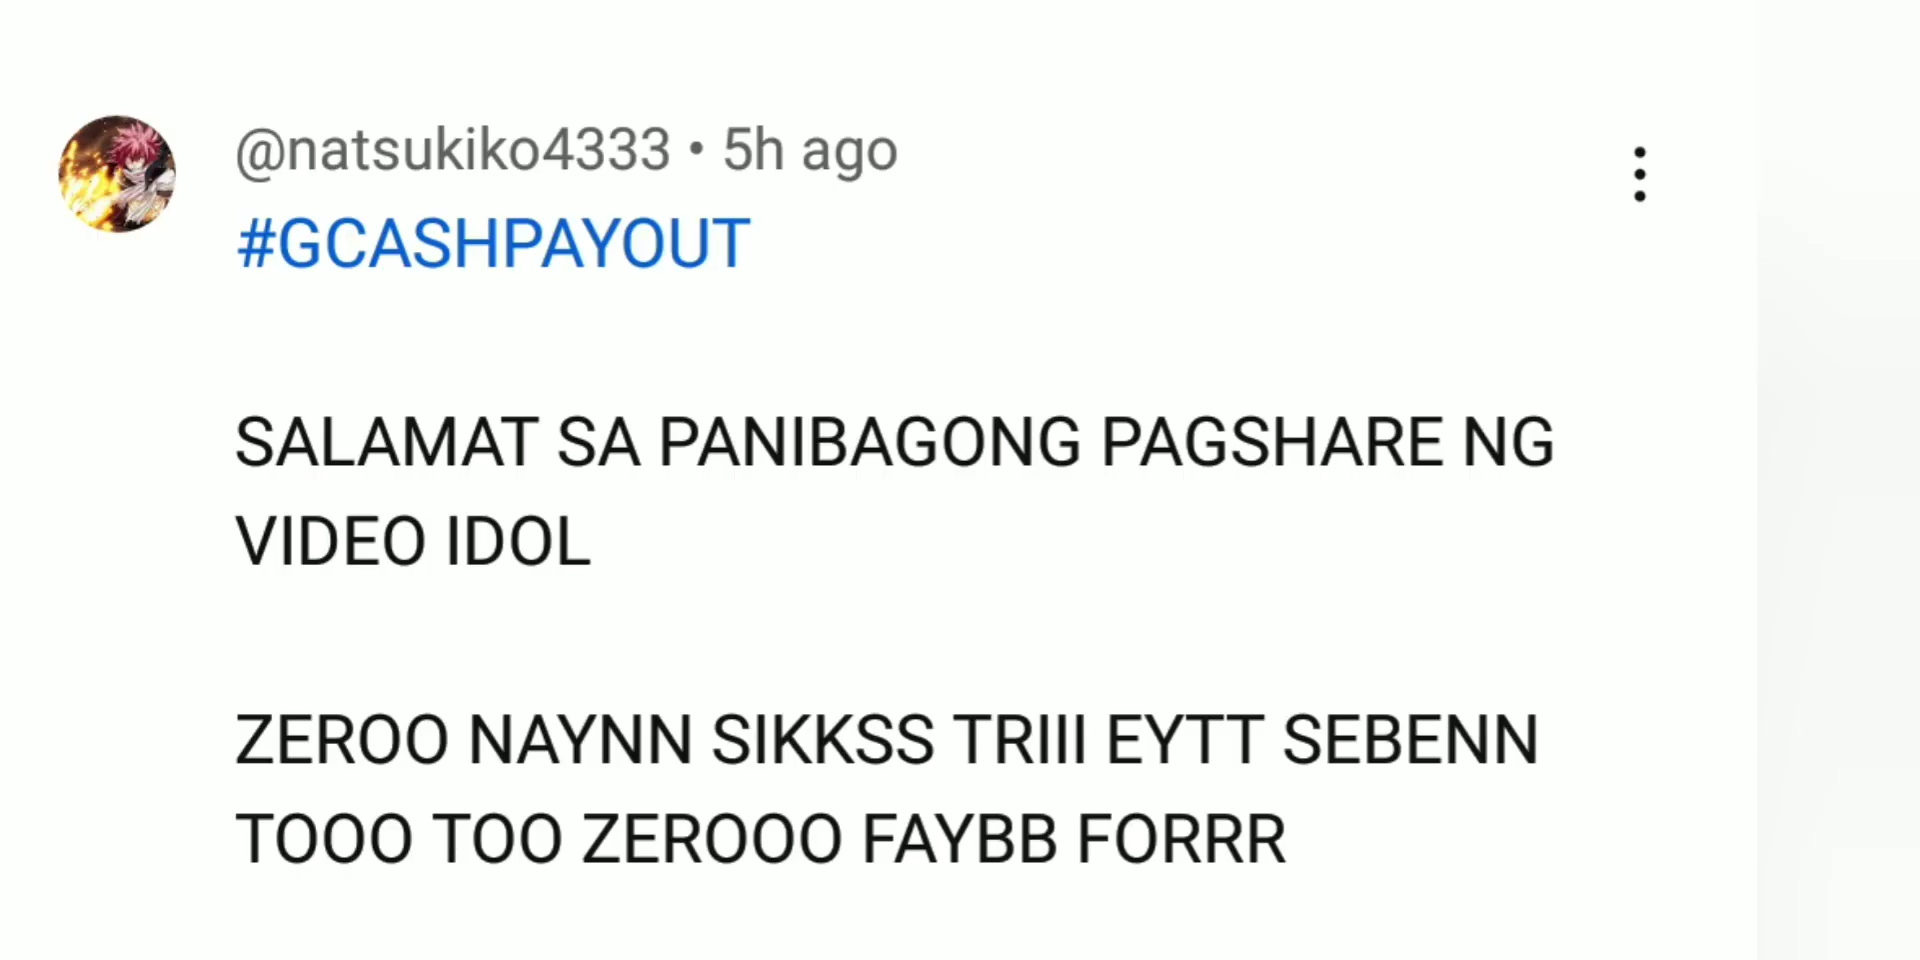 @natsukiko4333 • 5h ago
#GCASHPAYOUT
SALAMAT SA PANIBAGONG PAGSHARE NG
VIDEO IDOL
ZEROO NAYNN SIKKSS TRIII EYTT SEBENN
TOOO TOO ZEROOO FAYBB FORRR